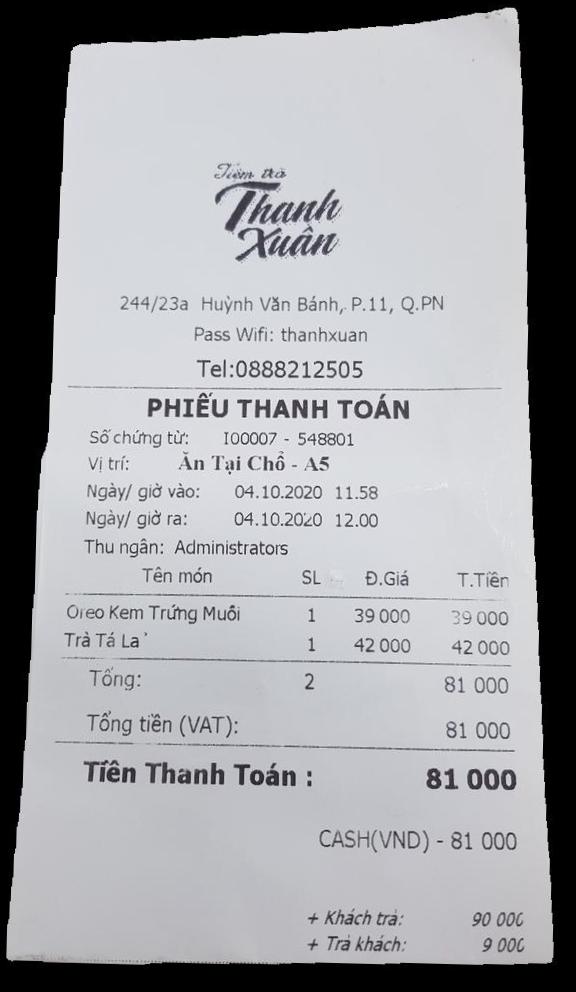 Tiệm trà
Thanh
Xuân
244/23a Huỳnh Văn Bánh, P.11, Q.PN
Pass Wifi: thanhxuan
Tel:0888212505
PHIẾU THANH TOÁN
Số chứng từ: I00007 - 548801
Vị trí: Ăn Tại Chổ - A5
Ngày/ giờ vào: 04.10.2020 11.58
Ngày/ giờ ra: 04.10.2020 12.00
Thu ngân: Administrators
Tên món SL Đ.Giá T.Tiền
Oreo Kem Trứng Muối 1 39 000 39 000
Trà Tá Lả 1 42 000 42 000
Tổng: 2 81 000
Tổng tiền (VAT): 81 000
Tiền Thanh Toán : 81 000
CASH(VND) - 81 000
+ Khách trả: 90 000
+ Trả khách: 9 000